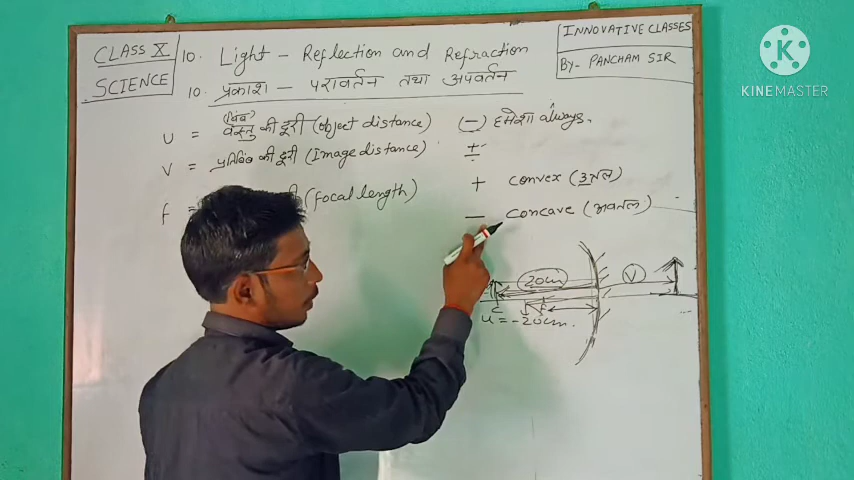 CLASS X
SCIENCE
10. Light - Reflection and Refraction
10. प्रकाश - परावर्तन तथा अपवर्तन
INNOVATIVE CLASSES
BY- PANCHAM SIR
KINEMASTER
(बिंब)
u = वस्तु की दूरी (object distance) (-) हमेशा always.
v = प्रतिबिंब की दूरी (Image distance) ±
f = दूरी (focal length) + convex (उत्तल)
- concave (अवतल)
20cm
V
C
F
u = -20cm.